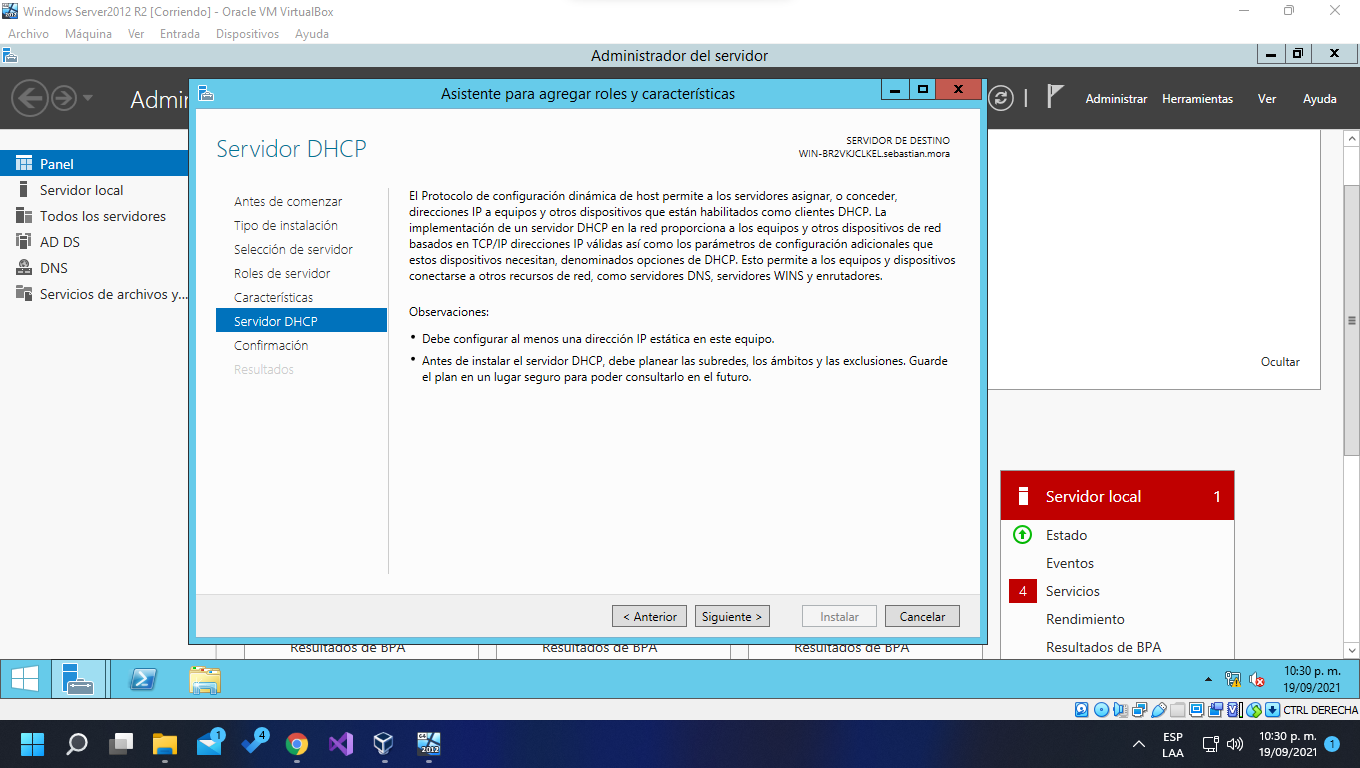 Windows Server2012 R2 [Corriendo] - Oracle VM VirtualBox
Archivo Máquina Ver Entrada Dispositivos Ayuda
Administrador del servidor
Admin
Administrar Herramientas Ver Ayuda
Asistente para agregar roles y características
Panel
Servidor local
Todos los servidores
AD DS
DNS
Servicios de archivos y...
Servidor DHCP
SERVIDOR DE DESTINO
WIN-BR2VKJCLKEL.sebastian.mora
Antes de comenzar
Tipo de instalación
Selección de servidor
Roles de servidor
Características
Servidor DHCP
Confirmación
Resultados
El Protocolo de configuración dinámica de host permite a los servidores asignar, o conceder,
direcciones IP a equipos y otros dispositivos que están habilitados como clientes DHCP. La
implementación de un servidor DHCP en la red proporciona a los equipos y otros dispositivos de red
basados en TCP/IP direcciones IP válidas así como los parámetros de configuración adicionales que
estos dispositivos necesitan, denominados opciones de DHCP. Esto permite a los equipos y dispositivos
conectarse a otros recursos de red, como servidores DNS, servidores WINS y enrutadores.
Observaciones:
• Debe configurar al menos una dirección IP estática en este equipo.
• Antes de instalar el servidor DHCP, debe planear las subredes, los ámbitos y las exclusiones. Guarde
el plan en un lugar seguro para poder consultarlo en el futuro.
< Anterior Siguiente > Instalar Cancelar
Ocultar
Servidor local 1
Estado
Eventos
4 Servicios
Rendimiento
Resultados de BPA
Resultados de BPA Resultados de BPA Resultados de BPA
10:30 p. m.
19/09/2021
CTRL DERECHA
1
4
2012
ESP
LAA
10:30 p. m.
19/09/2021
1